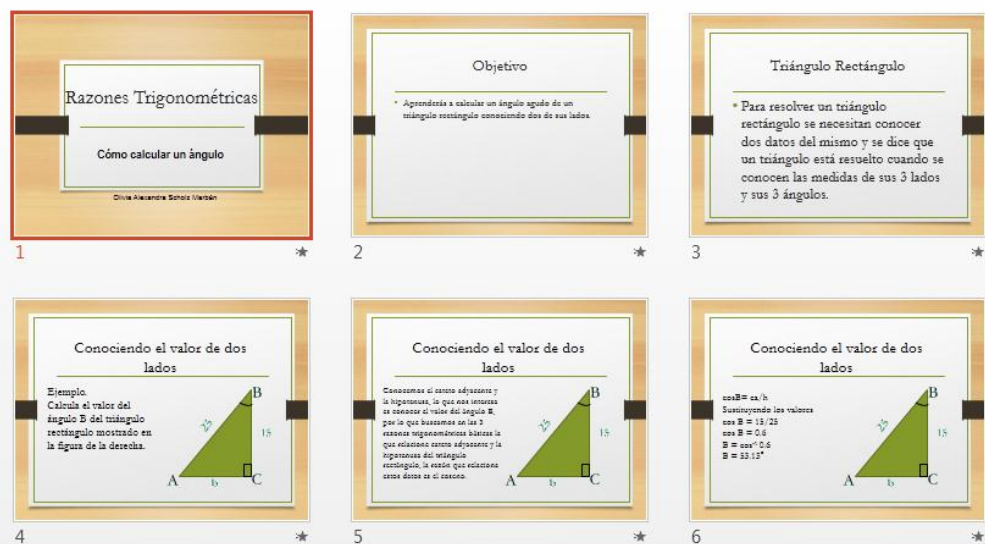 Razones Trigonométricas
Cómo calcular un ángulo
Olivia Alexandra Scholz Marbán
1
Objetivo
• Aprenderás a calcular un ángulo agudo de un
triángulo rectángulo conociendo dos de sus lados.
2
Triángulo Rectángulo
• Para resolver un triángulo
rectángulo se necesitan conocer
dos datos del mismo y se dice que
un triángulo está resuelto cuando se
conocen las medidas de sus 3 lados
y sus 3 ángulos.
3
Conociendo el valor de dos
lados
Ejemplo.
Calcula el valor del
ángulo B del triángulo
rectángulo mostrado en
la figura de la derecha.
B
25
15
A
b
C
4
Conociendo el valor de dos
lados
Conocemos el cateto adyacente y
la hipotenusa, lo que nos interesa
es conocer el valor del ángulo B,
por lo que buscamos en las 3
razones trigonométricas básicas la
que relacione cateto adyacente y la
hipotenusa del triángulo
rectángulo, la razón que relaciona
estos datos es el coseno.
B
25
15
A
b
C
5
Conociendo el valor de dos
lados
cosB= ca/h
Sustituyendo los valores
cos B = 15/25
cos B = 0.6
B = 0.6
B = 53.13°
B
25
15
A
b
C
6